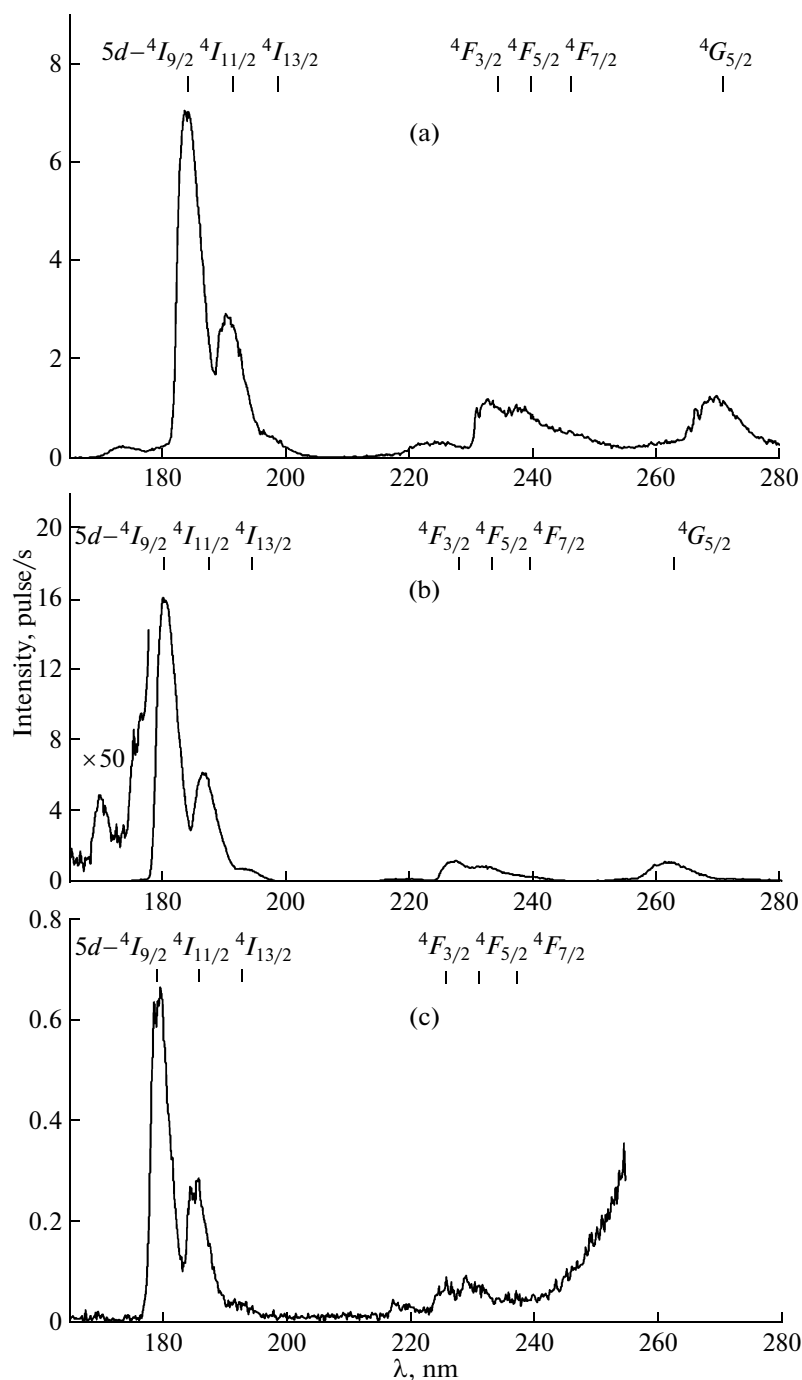 8
5d–⁴I₉/₂ ⁴I₁₁/₂ ⁴I₁₃/₂ ⁴F₃/₂ ⁴F₅/₂ ⁴F₇/₂ ⁴G₅/₂
(a)
6
4
2
0
180 200 220 240 260 280
20
5d–⁴I₉/₂ ⁴I₁₁/₂ ⁴I₁₃/₂ ⁴F₃/₂ ⁴F₅/₂ ⁴F₇/₂ ⁴G₅/₂
(b)
16
12
Intensity, pulse/s
8
×50
4
0
180 200 220 240 260 280
0.8
5d–⁴I₉/₂ ⁴I₁₁/₂ ⁴I₁₃/₂ ⁴F₃/₂ ⁴F₅/₂ ⁴F₇/₂
(c)
0.6
0.4
0.2
0
180 200 220 240 260 280
λ, nm